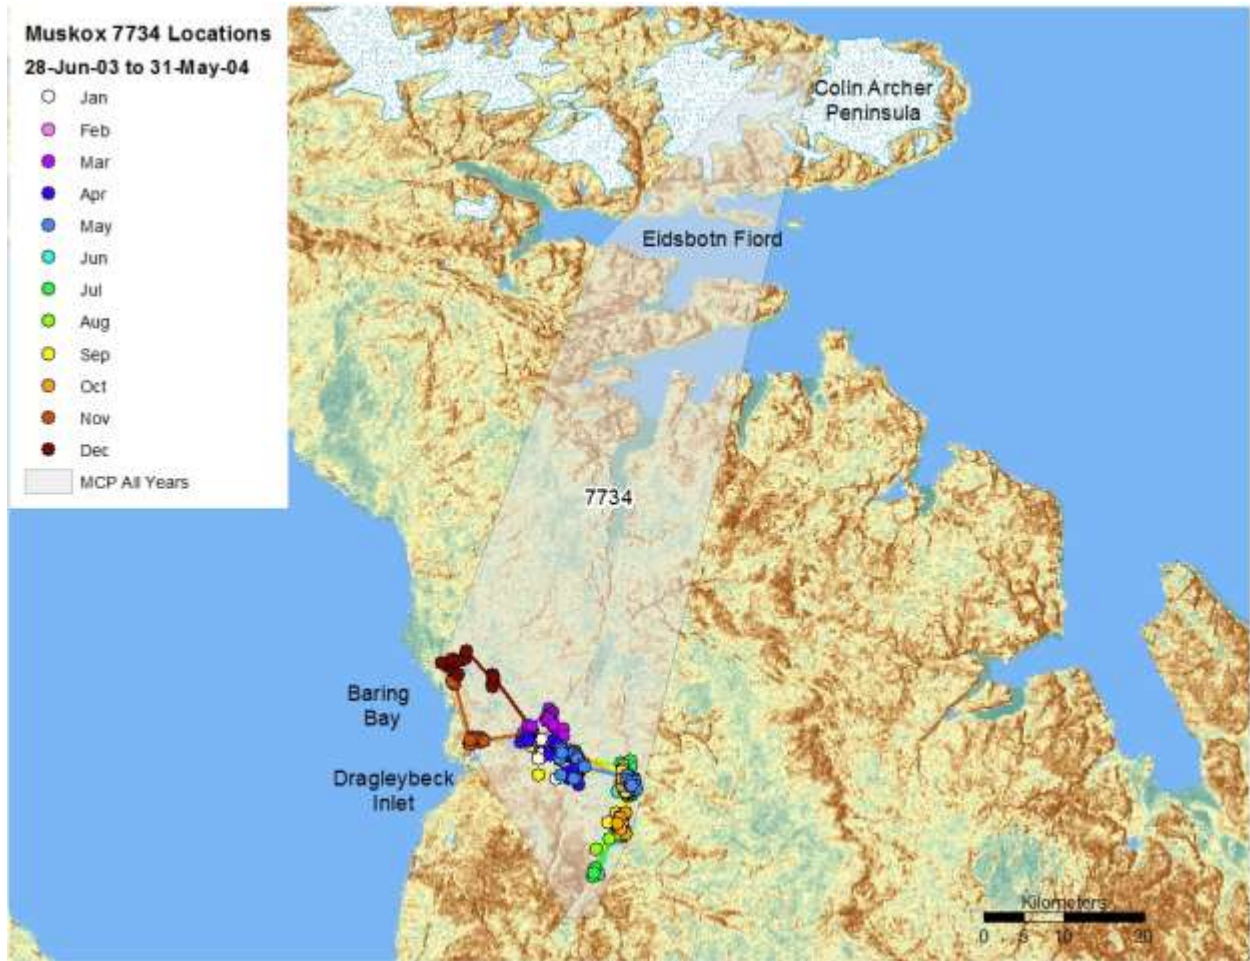 Muskox 7734 Locations
28-Jun-03 to 31-May-04
Jan
Feb
Mar
Apr
May
Jun
Jul
Aug
Sep
Oct
Nov
Dec
MCP All Years
Colin Archer
Peninsula
Eidsbotn Fiord
7734
Baring
Bay
Dragleybeck
Inlet
Kilometers
0 5 10 20